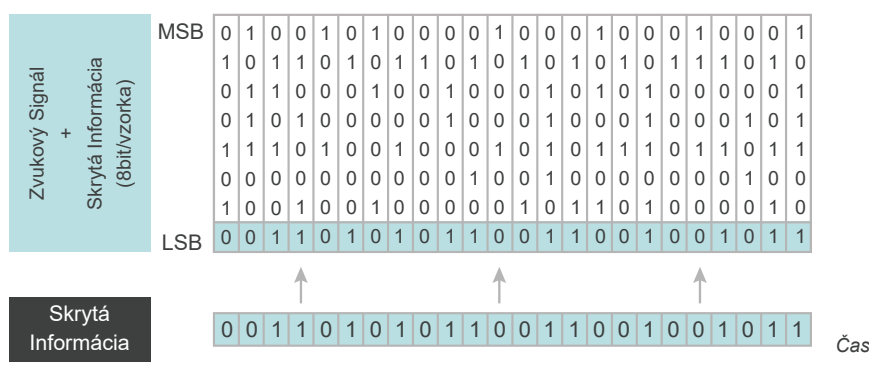 Zvukový Signál
+
Skrytá Informácia
(8bit/vzorka)
MSB 0 1 0 0 1 0 1 0 0 0 0 1 0 0 0 1 0 0 0 1 0 0 0 1
1 0 1 1 0 1 0 1 1 0 1 0 1 0 1 0 1 0 1 1 1 0 1 0
0 1 1 0 0 0 1 0 0 1 0 0 0 1 0 1 0 1 0 0 0 0 0 1
0 1 0 1 0 0 0 0 1 0 0 0 1 0 0 0 0 1 0 0 0 1 0 1
1 1 1 0 1 0 0 1 0 0 0 1 0 1 0 1 1 1 0 1 1 0 1 1
0 0 0 1 0 0 0 0 0 0 1 0 0 1 0 0 0 0 0 0 0 1 0 0
1 0 0 1 0 0 1 0 0 0 0 0 1 0 1 1 0 1 0 0 0 0 1 0
LSB 0 0 1 1 0 1 0 1 0 1 1 0 0 1 1 0 0 1 0 0 1 0 1 1
Skrytá
Informácia
0 0 1 1 0 1 0 1 0 1 1 0 0 1 1 0 0 1 0 0 1 0 1 1
Čas